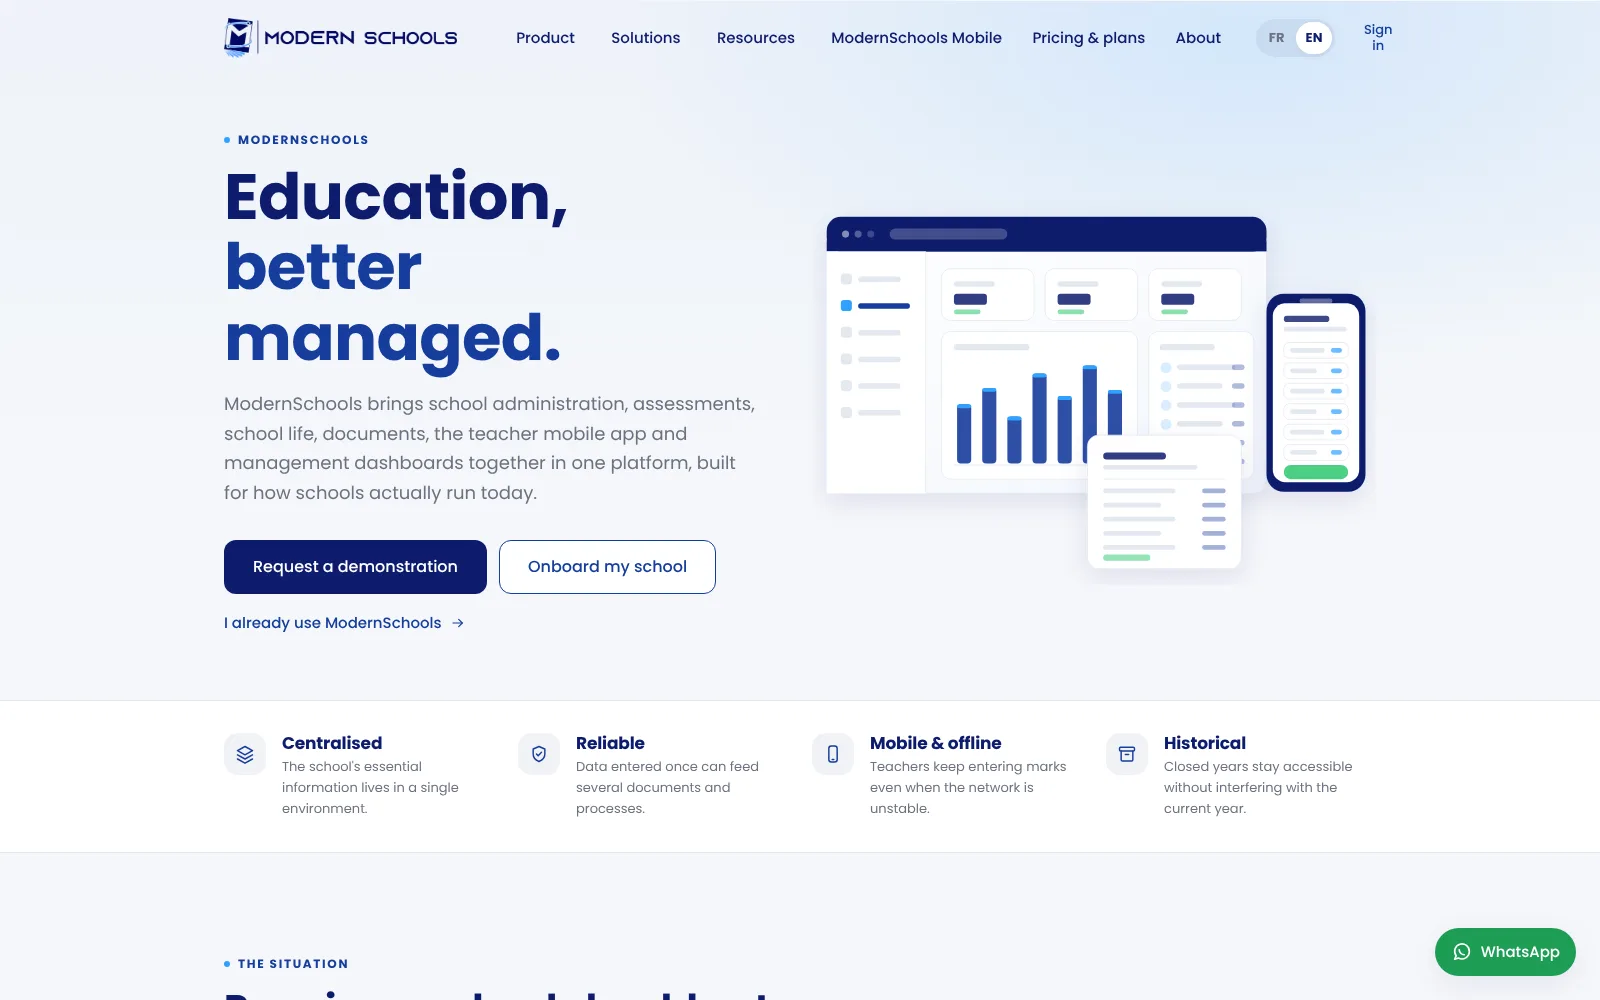 MODERN SCHOOLS
Product
Solutions
Resources
ModernSchools Mobile
Pricing & plans
About
FR
EN
Sign
in
MODERNSCHOOLS
Education,
better
managed.
ModernSchools brings school administration, assessments,
school life, documents, the teacher mobile app and
management dashboards together in one platform, built
for how schools actually run today.
Request a demonstration
Onboard my school
I already use ModernSchools →
Centralised
The school's essential
information lives in a single
environment.
Reliable
Data entered once can feed
several documents and
processes.
Mobile & offline
Teachers keep entering marks
even when the network is
unstable.
Historical
Closed years stay accessible
without interfering with the
current year.
THE SITUATION
WhatsApp